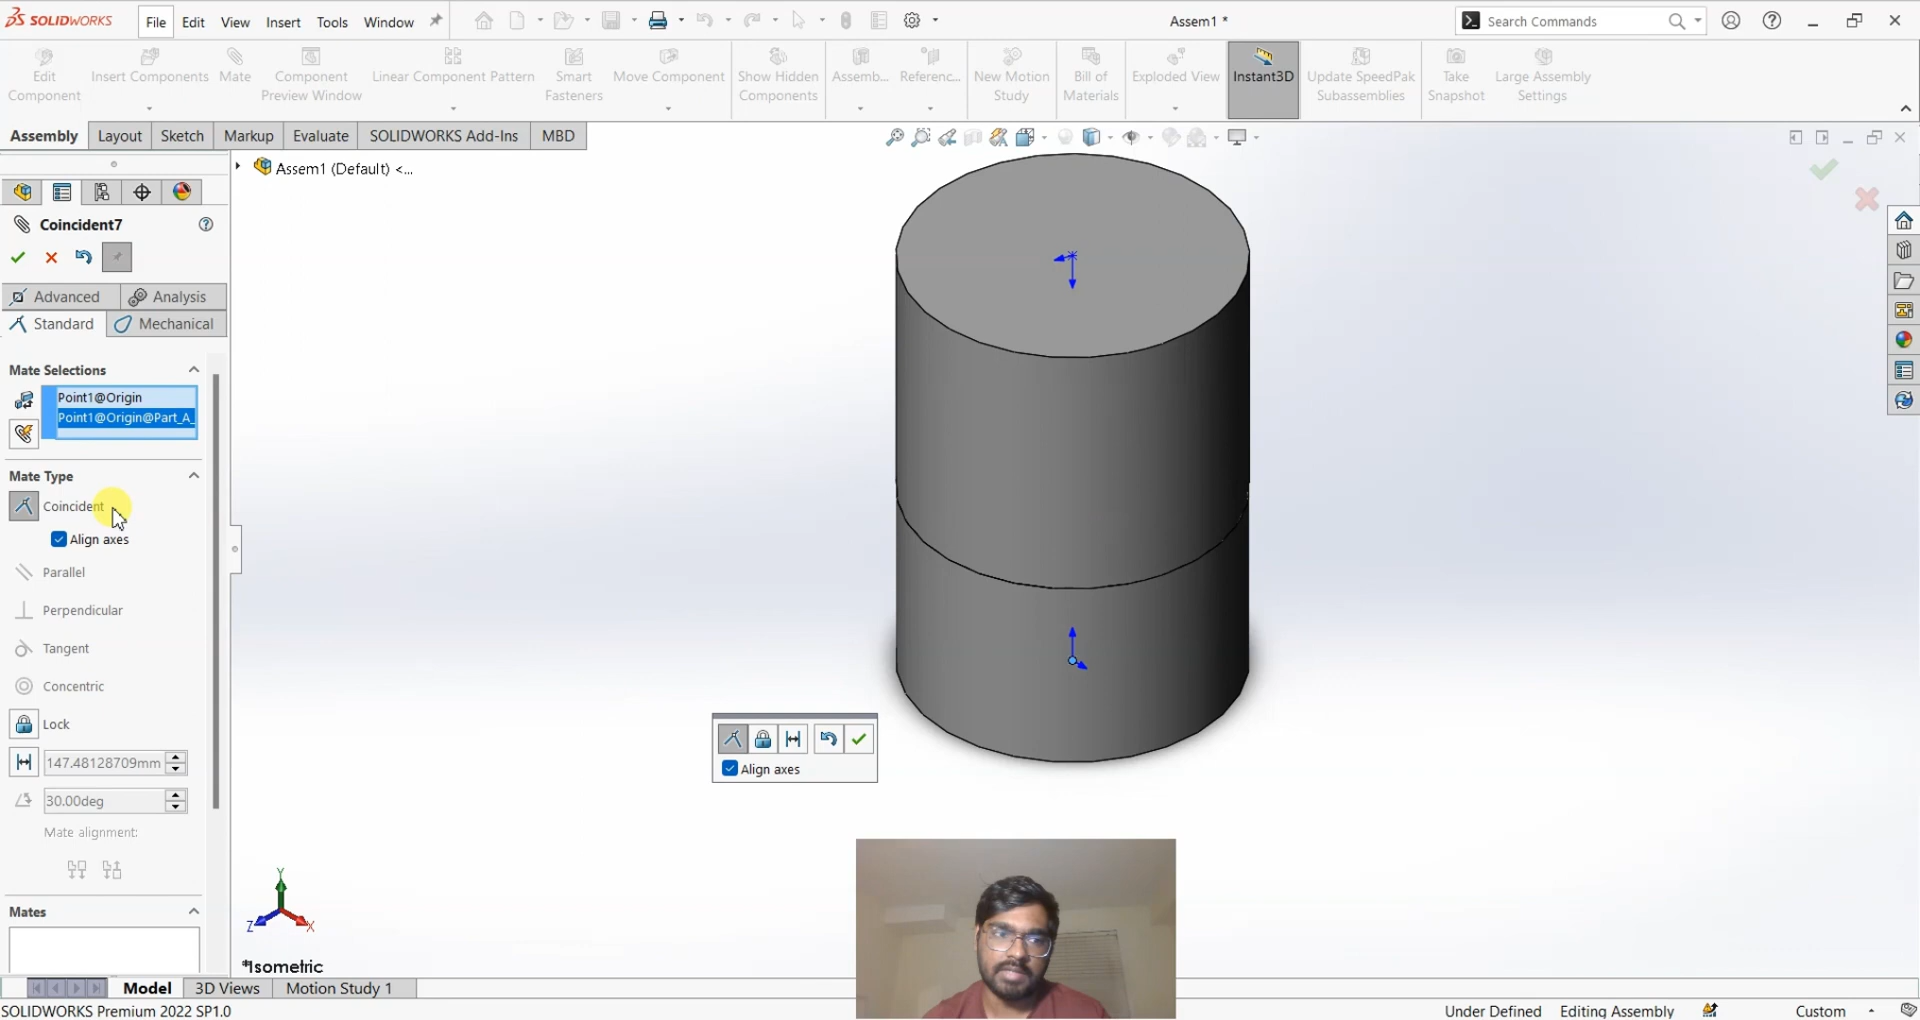 SOLIDWORKS File Edit View Insert Tools Window Assem1 * Search Commands
Edit Component
Insert Components
Mate
Component Preview Window
Linear Component Pattern
Smart Fasteners
Move Component
Show Hidden Components
Assemb...
Referenc...
New Motion Study
Bill of Materials
Exploded View
Instant3D
Update SpeedPak Subassemblies
Take Snapshot
Large Assembly Settings
Assembly Layout Sketch Markup Evaluate SOLIDWORKS Add-Ins MBD
Assem1 (Default) <...
Coincident7
Advanced Analysis
Standard Mechanical
Mate Selections
Point1@Origin
Point1@Origin@Part_A_
Mate Type
Coincident
Align axes
Parallel
Perpendicular
Tangent
Concentric
Lock
147.48128709mm
30.00deg
Mate alignment:
Mates
Align axes
Y
Z
X
*Isometric
Model 3D Views Motion Study 1
SOLIDWORKS Premium 2022 SP1.0 Under Defined Editing Assembly Custom